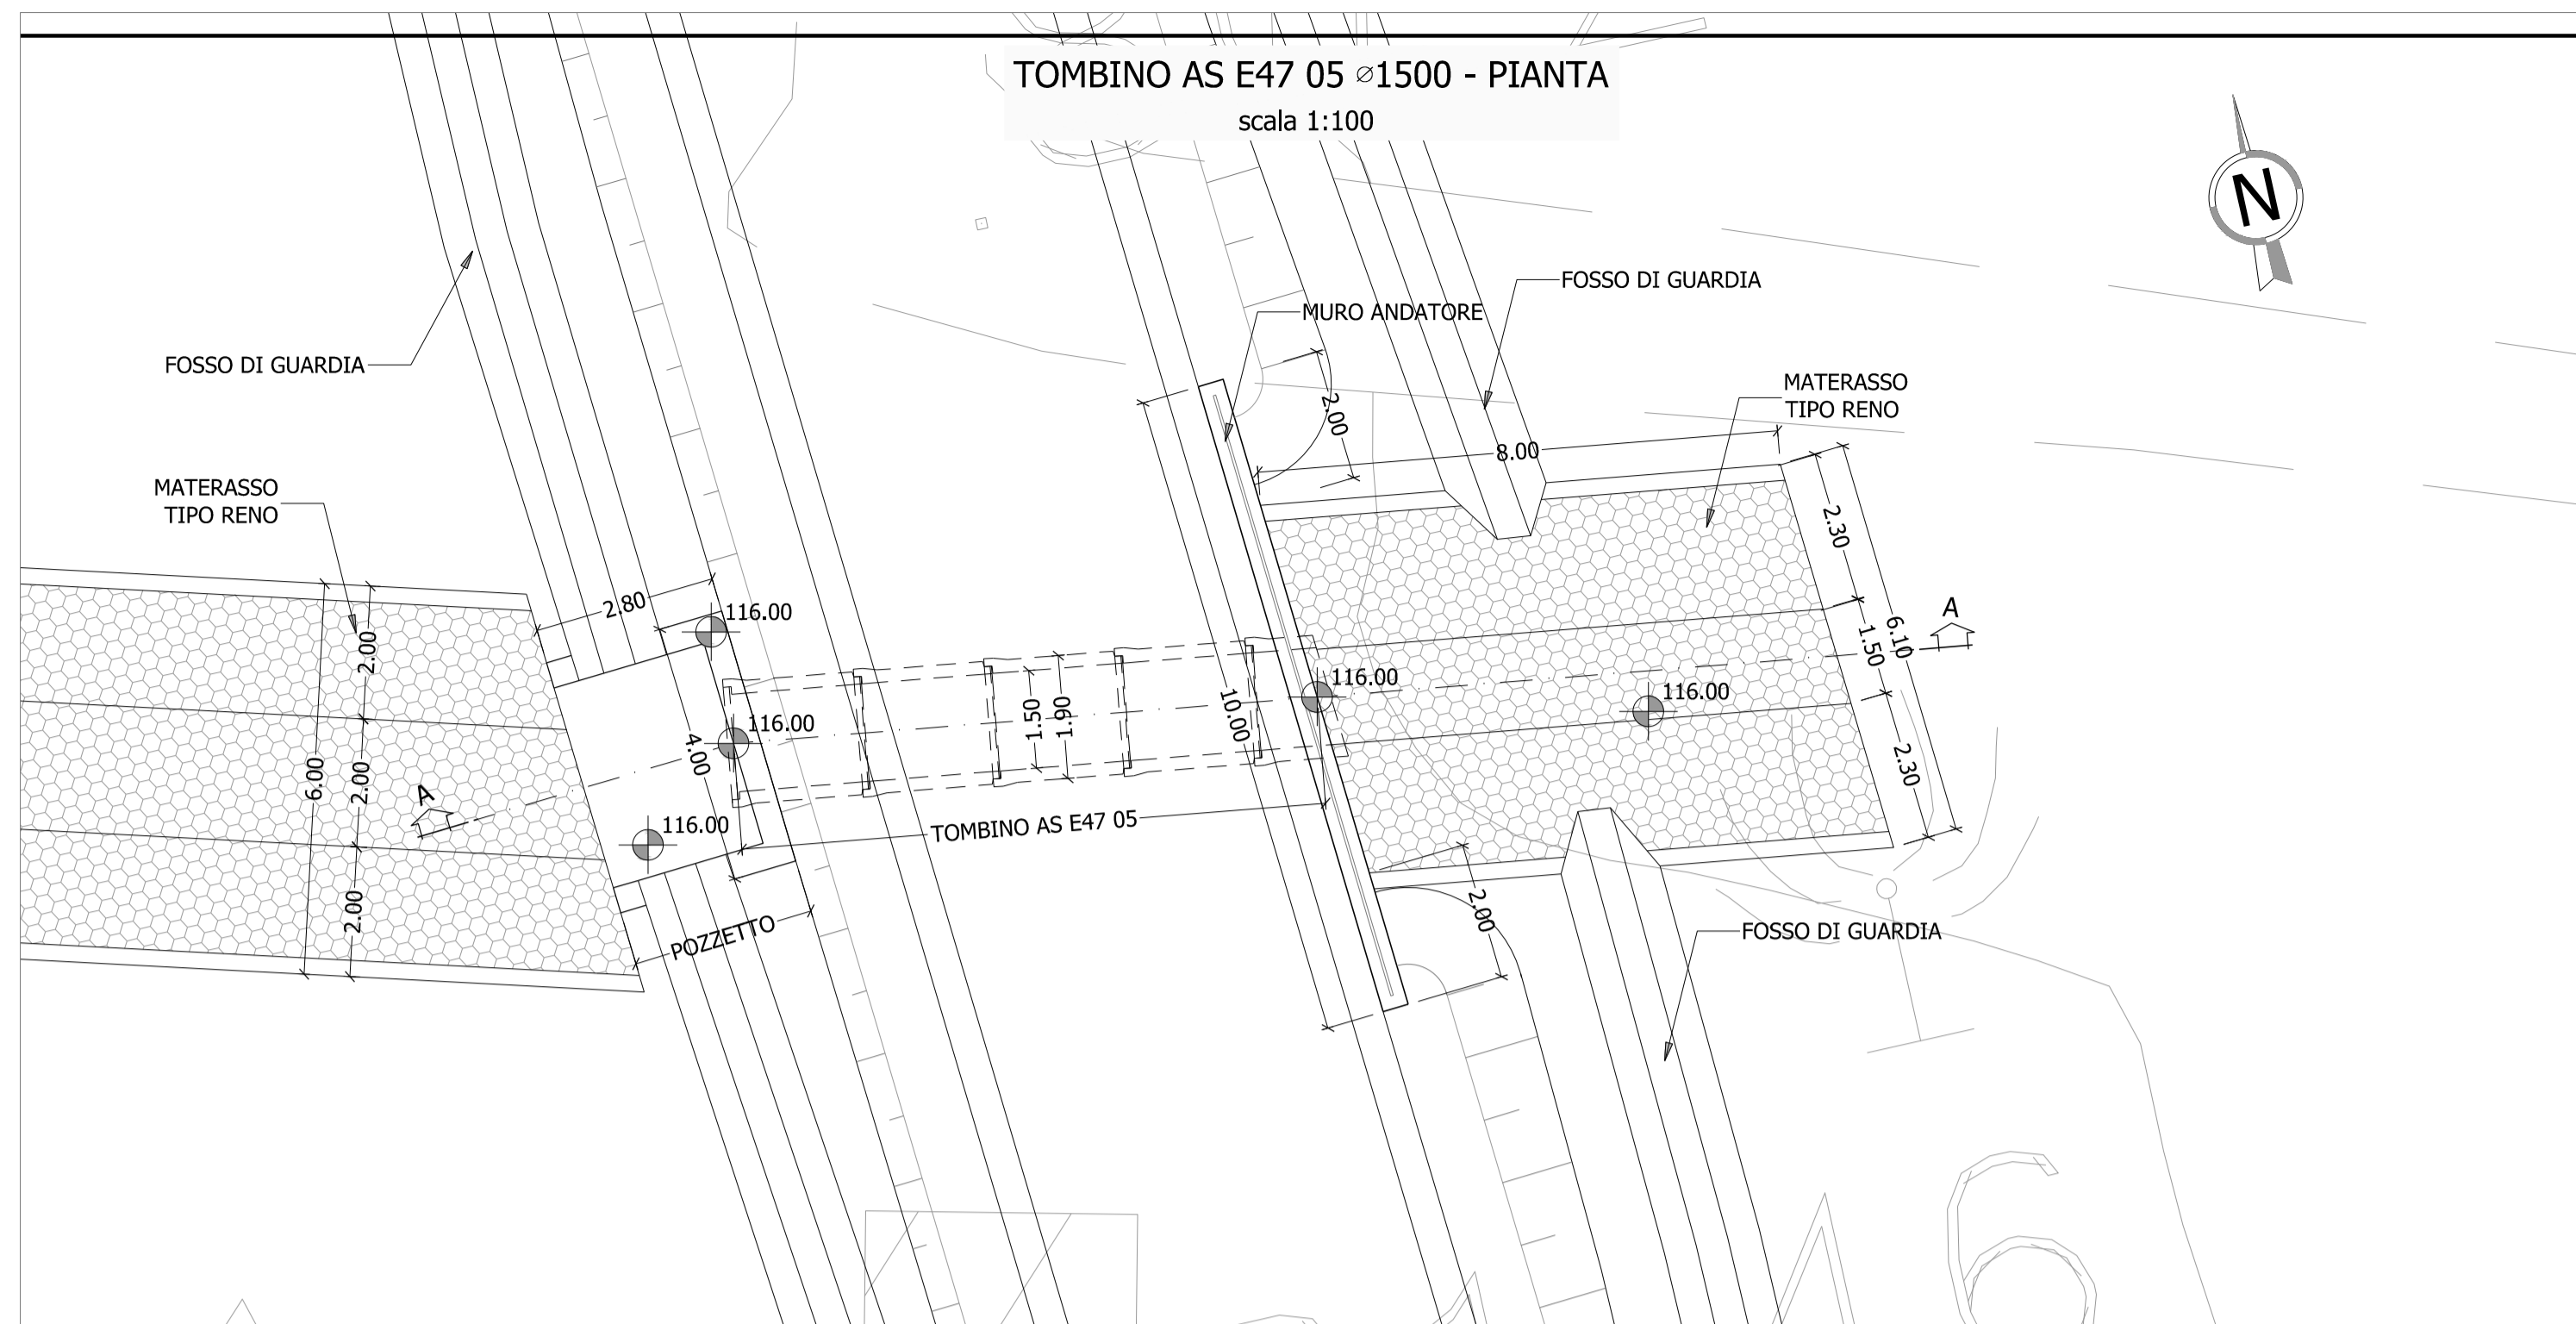 TOMBINO AS E47 05 ⌀1500 - PIANTA
scala 1:100
N
FOSSO DI GUARDIA
MURO ANDATORE
FOSSO DI GUARDIA
MATERASSO
TIPO RENO
2.00
8.00
MATERASSO
TIPO RENO
2.30
2.80
116.00
A
1.50
6.10
2.00
116.00
116.00
116.00
10.00
1.50
1.90
4.00
6.00
2.00
2.30
A
116.00
TOMBINO AS E47 05
2.00
2.00
POZZETTO
FOSSO DI GUARDIA